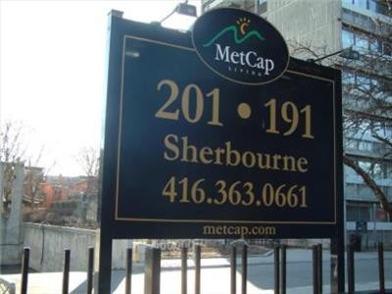 MetCap
LIVING
201 • 191
Sherbourne
416.363.0661
metcap.com